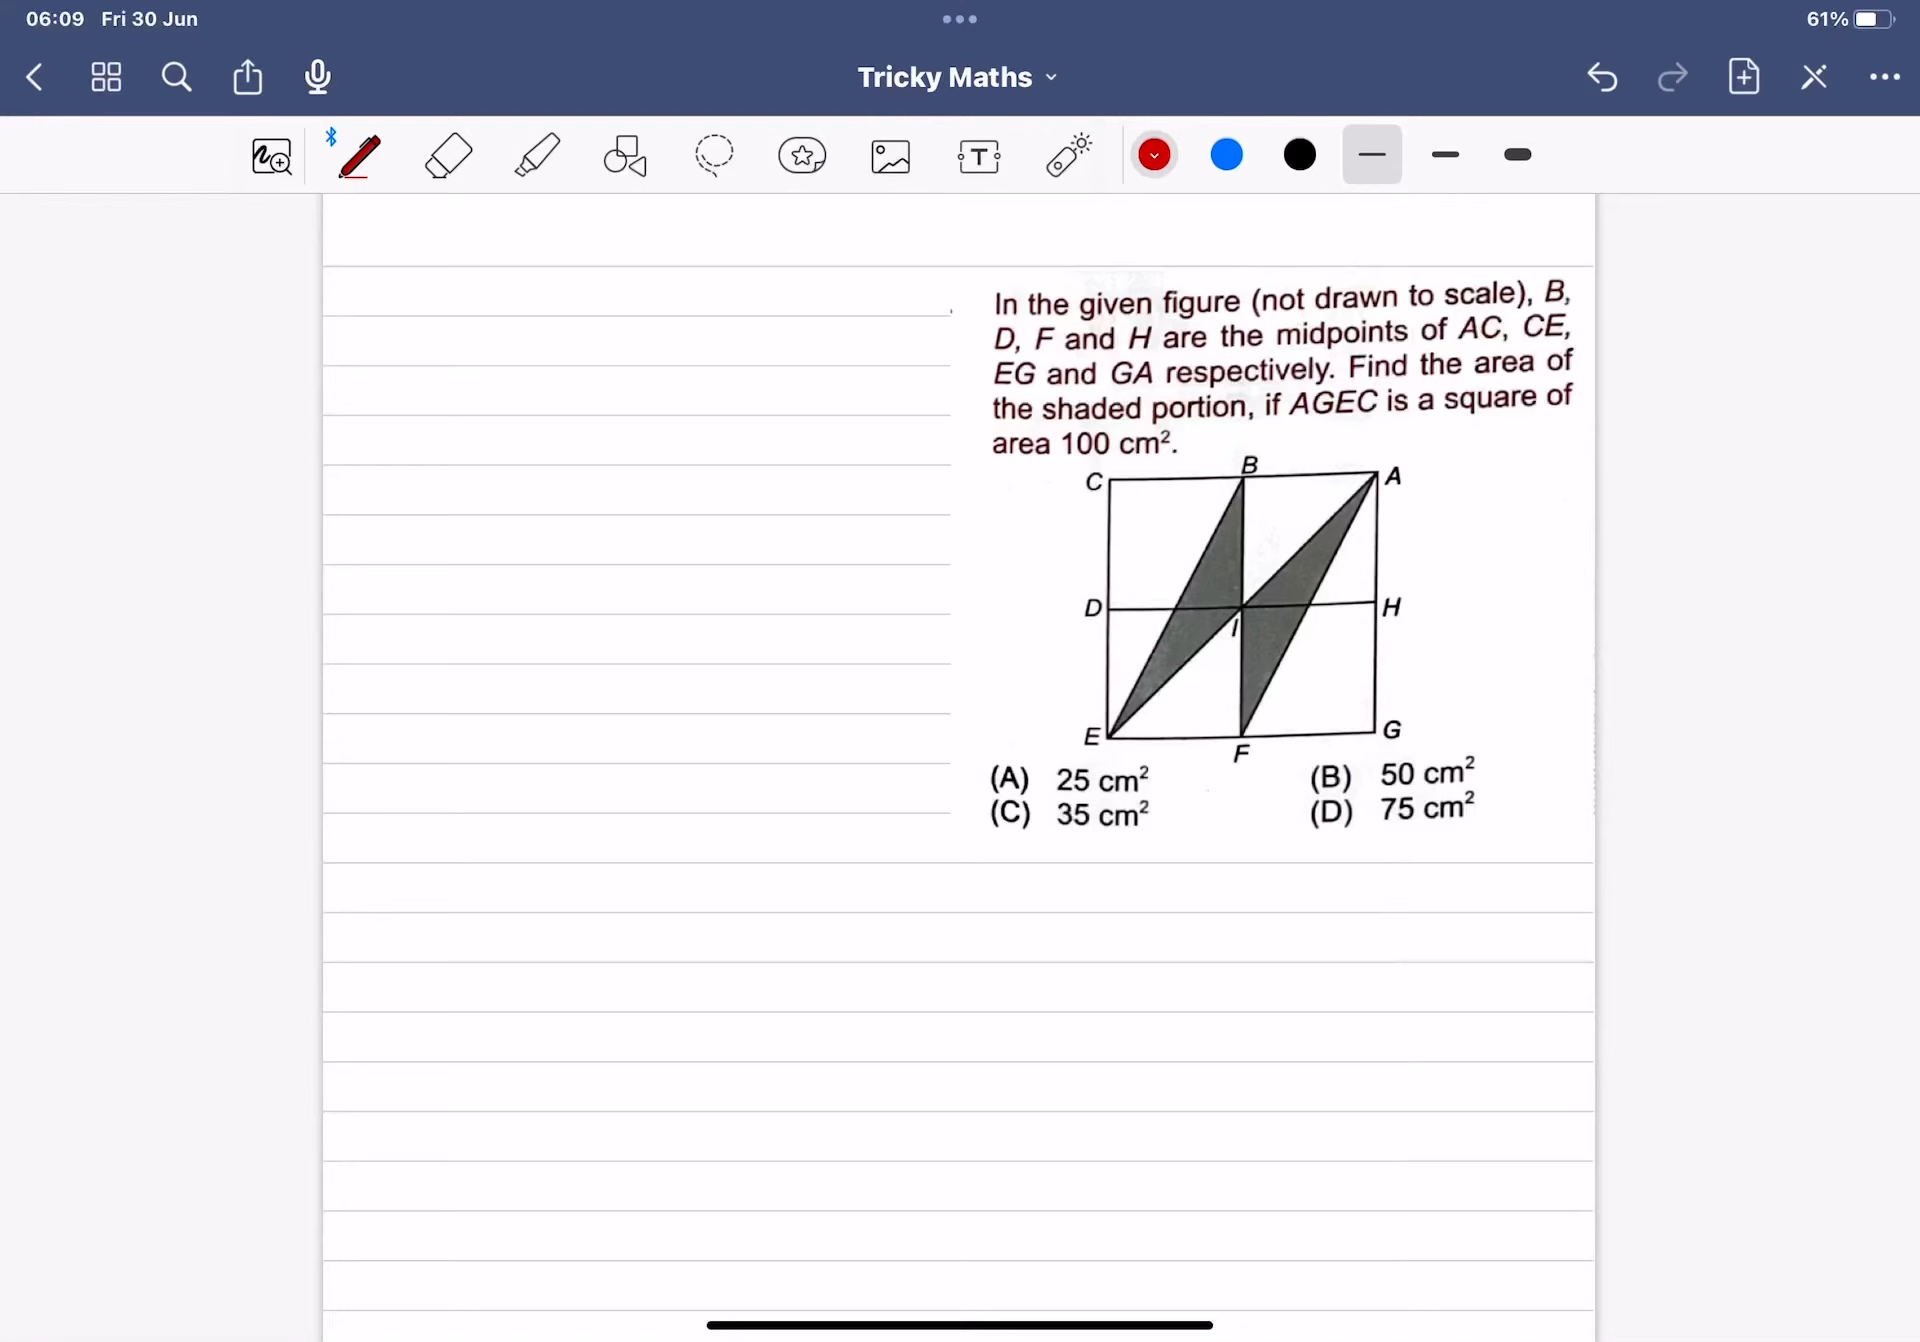 06:09 Fri 30 Jun
61%
Tricky Maths
T
In the given figure (not drawn to scale), B,
D, F and H are the midpoints of AC, CE,
EG and GA respectively. Find the area of
the shaded portion, if AGEC is a square of
area 100 cm².
B
C
A
D
H
I
E
G
F
(A) 25 cm² (B) 50 cm²
(C) 35 cm² (D) 75 cm²